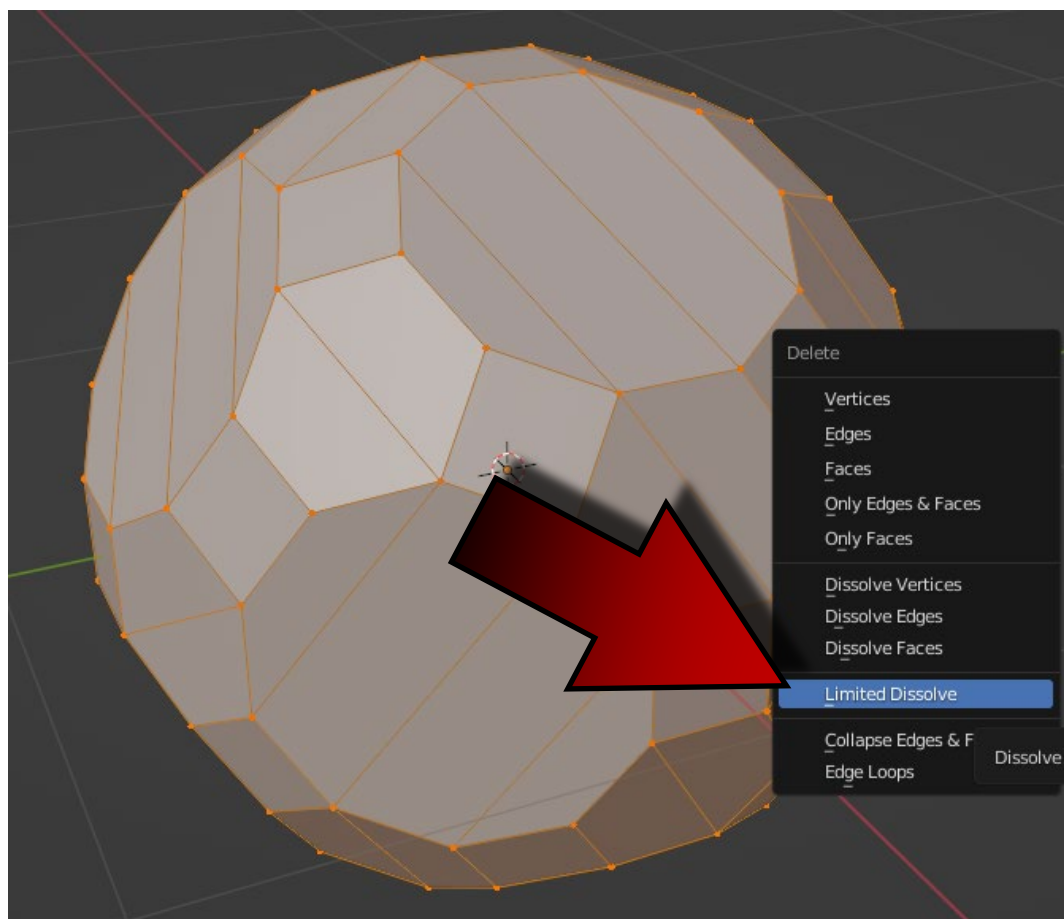 Delete
Vertices
Edges
Faces
Only Edges & Faces
Only Faces
Dissolve Vertices
Dissolve Edges
Dissolve Faces
Limited Dissolve
Collapse Edges & F
Dissolve
Edge Loops